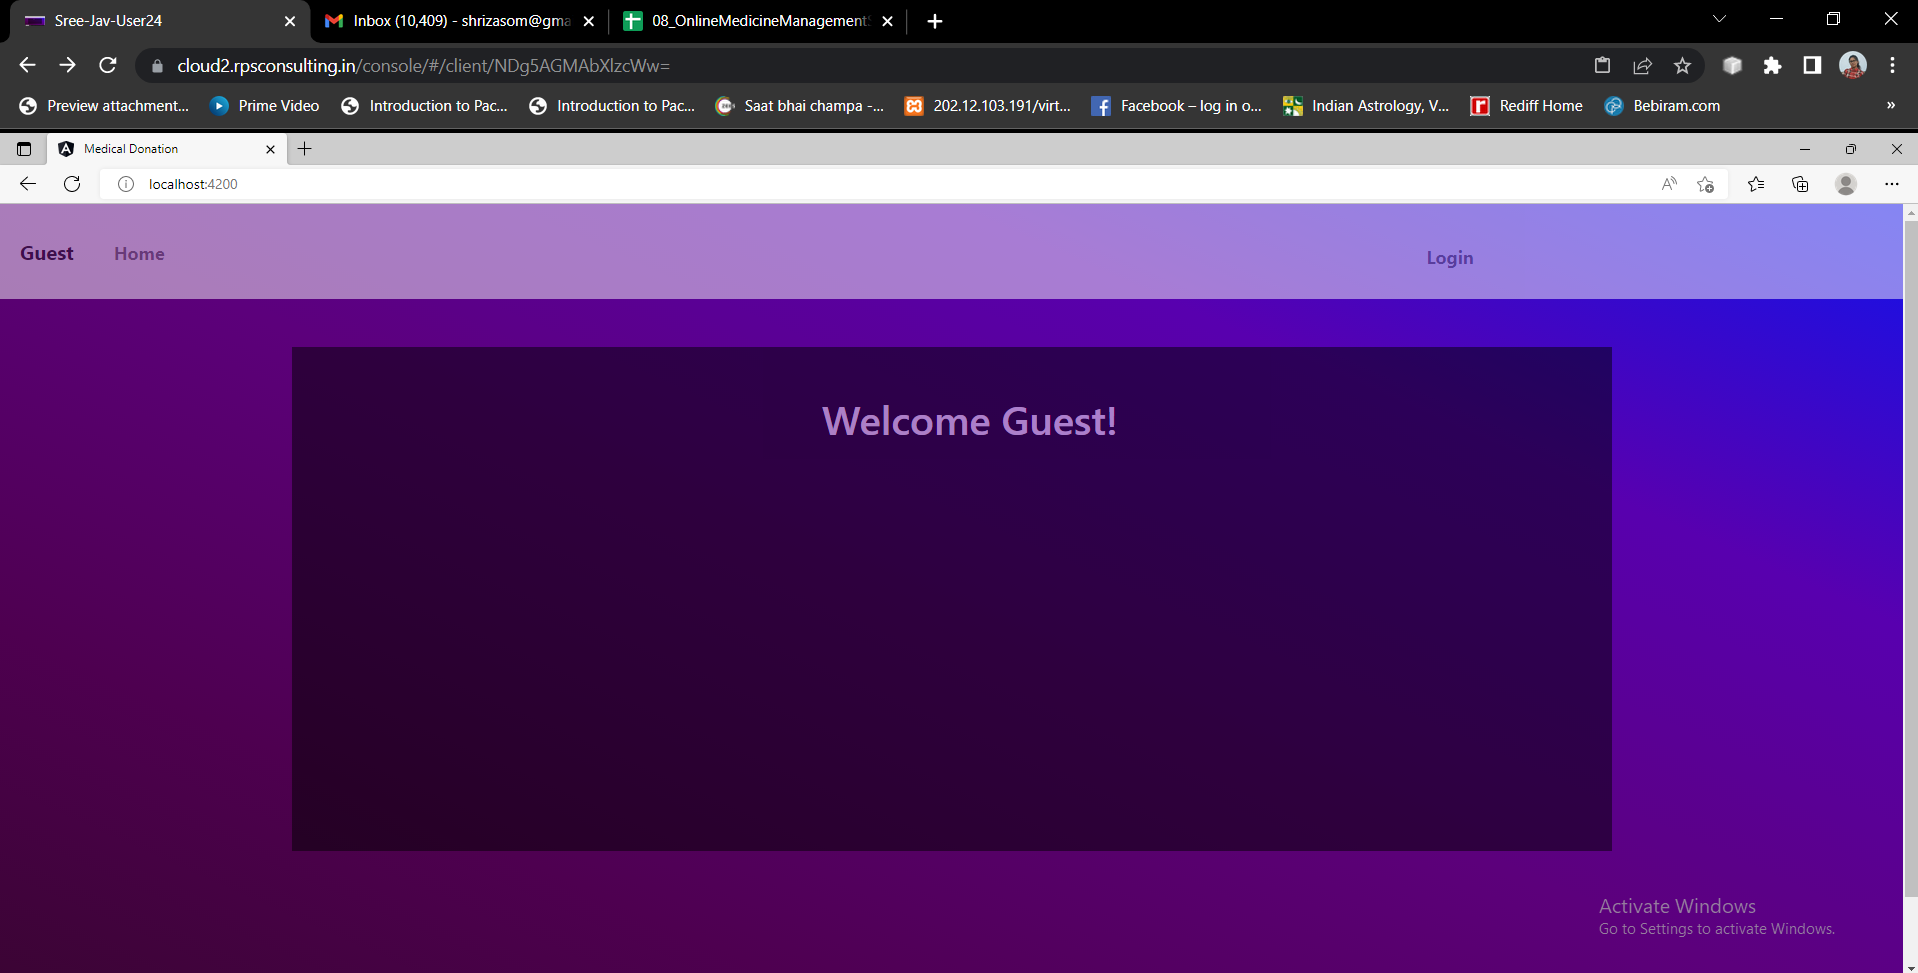 Sree-Jav-User24
Inbox (10,409) - shrizasom@gma
08_OnlineMedicineManagementS
cloud2.rpsconsulting.in/console/#/client/NDg5AGMAbXlzcWw=
Preview attachment...
Prime Video
Introduction to Pac...
Introduction to Pac...
Saat bhai champa -...
202.12.103.191/virt...
Facebook – log in o...
Indian Astrology, V...
Rediff Home
Bebiram.com
»
Medical Donation
localhost:4200
Guest
Home
Login
Welcome Guest!
Activate Windows
Go to Settings to activate Windows.